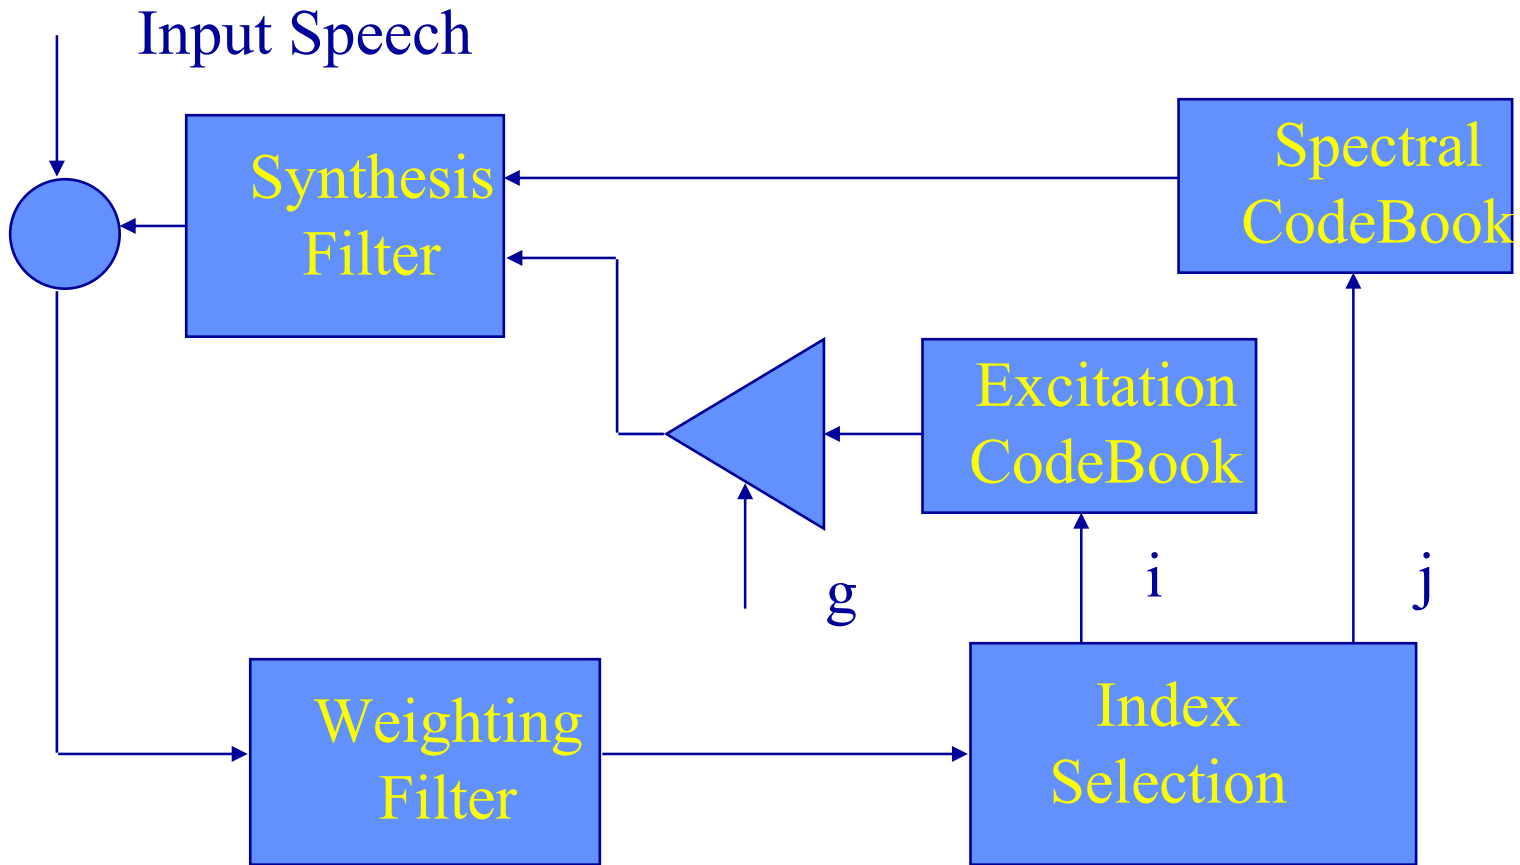 Input Speech
Spectral
CodeBook
Synthesis
Filter
Excitation
CodeBook
g
i
j
Weighting
Filter
Index
Selection